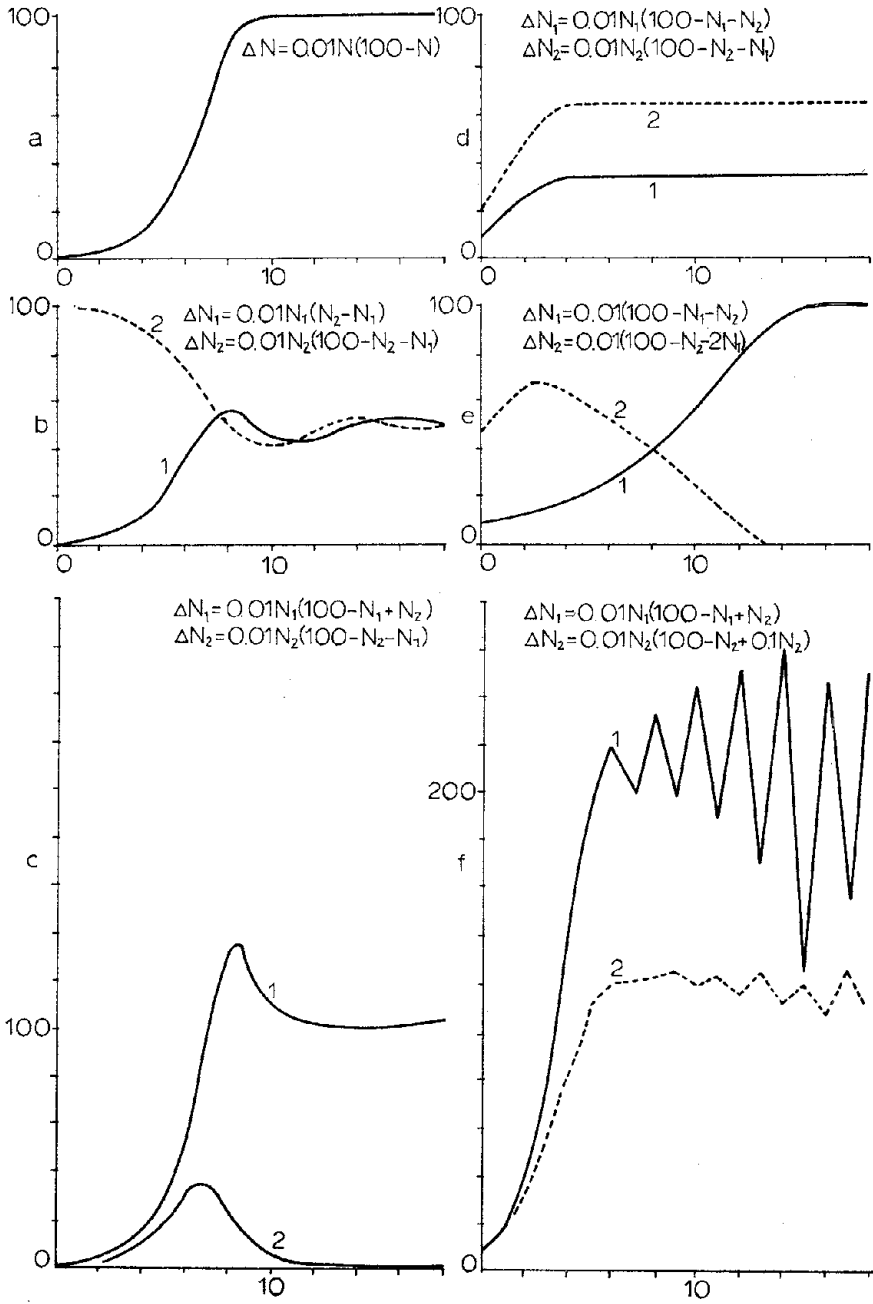 100
ΔN=0.01N(100-N)
a
0
0
10
ΔN₁=0.01N₁(100-N₁-N₂)
ΔN₂=0.01N₂(100-N₂-N₁)
2
d
1
0
0
10
100
2
ΔN₁=0.01N₁(N₂-N₁)
ΔN₂=0.01N₂(100-N₂-N₁)
b
1
0
0
10
100
ΔN₁=0.01(100-N₁-N₂)
ΔN₂=0.01(100-N₂-2N₁)
e
2
1
0
0
10
ΔN₁=0.01N₁(100-N₁+N₂)
ΔN₂=0.01N₂(100-N₂-N₁)
c
1
100
2
0
10
ΔN₁=0.01N₁(100-N₁+N₂)
ΔN₂=0.01N₂(100-N₂+0.1N₂)
1
200
f
2
0
10